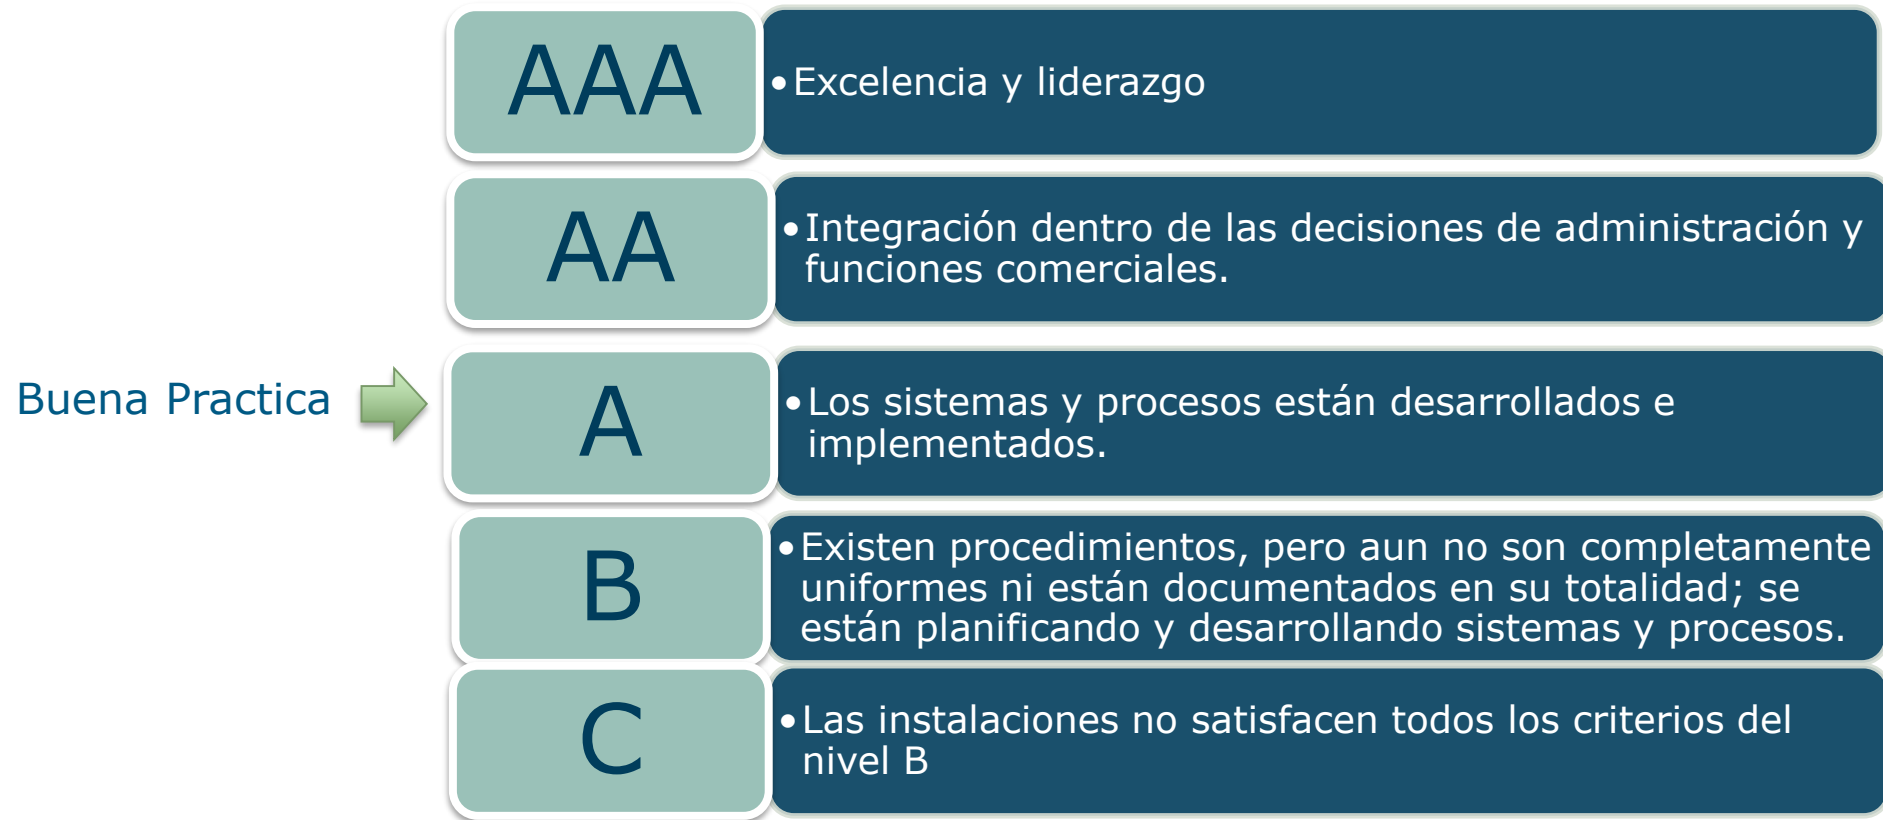 AAA
•Excelencia y liderazgo
AA
•Integración dentro de las decisiones de administración y
funciones comerciales.
Buena Practica
A
•Los sistemas y procesos están desarrollados e
implementados.
B
•Existen procedimientos, pero aun no son completamente
uniformes ni están documentados en su totalidad; se
están planificando y desarrollando sistemas y procesos.
C
•Las instalaciones no satisfacen todos los criterios del
nivel B